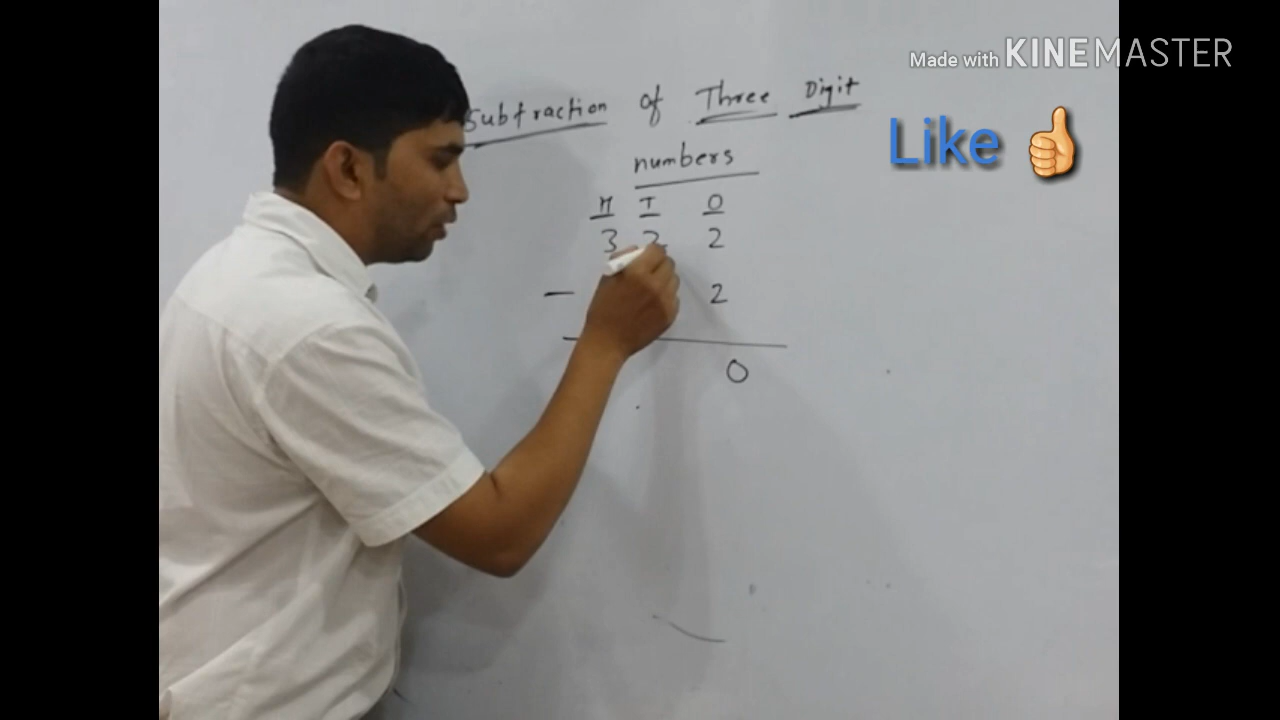 Made with KINEMASTER
Subtraction of Three Digit
Like 👍
numbers
H T O
3 2 2
− 2
0